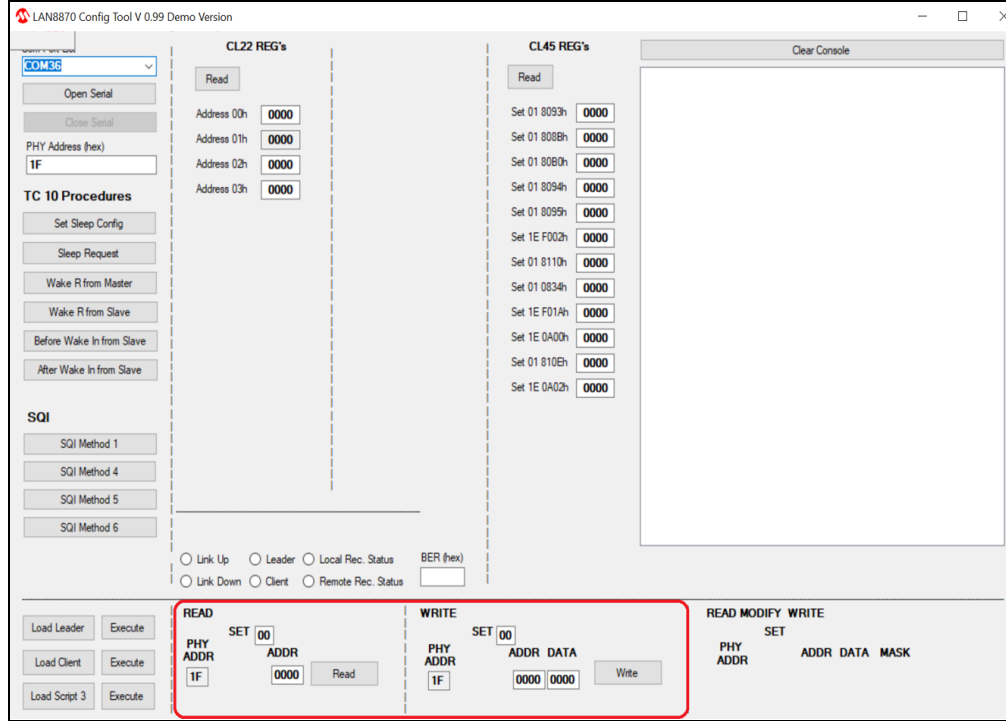 LAN8870 Config Tool V 0.99 Demo Version
COM36
Open Serial
Close Serial
PHY Address (hex)
1F
TC 10 Procedures
Set Sleep Config
Sleep Request
Wake R from Master
Wake R from Slave
Before Wake In from Slave
After Wake In from Slave
SQI
SQI Method 1
SQI Method 4
SQI Method 5
SQI Method 6
CL22 REG's
Read
Address 00h 0000
Address 01h 0000
Address 02h 0000
Address 03h 0000
CL45 REG's
Read
Set 01 8093h 0000
Set 01 808Bh 0000
Set 01 80B0h 0000
Set 01 8094h 0000
Set 01 8095h 0000
Set 1E F002h 0000
Set 01 8110h 0000
Set 01 0834h 0000
Set 1E F01Ah 0000
Set 1E 0A00h 0000
Set 01 810Eh 0000
Set 1E 0A02h 0000
Clear Console
Link Up Leader Local Rec. Status
Link Down Client Remote Rec. Status
BER (hex)
Load Leader Execute
Load Client Execute
Load Script 3 Execute
READ
SET 00
PHY ADDR
ADDR
1F 0000 Read
WRITE
SET 00
PHY ADDR
ADDR DATA
1F 0000 0000 Write
READ MODIFY WRITE
SET
PHY ADDR
ADDR DATA MASK